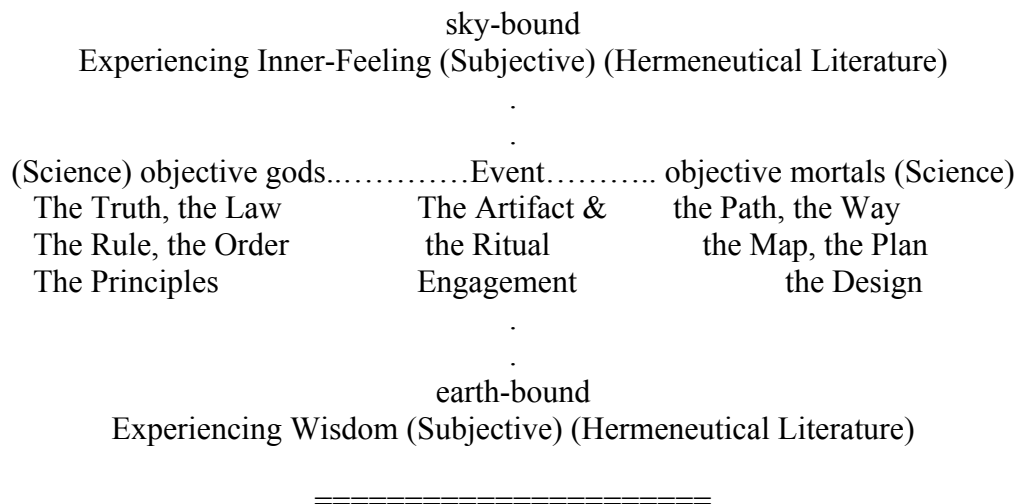 sky-bound
Experiencing Inner-Feeling (Subjective) (Hermeneutical Literature)
.
.
(Science) objective gods..…………Event……….. objective mortals (Science)
The Truth, the Law The Artifact & the Path, the Way
The Rule, the Order the Ritual the Map, the Plan
The Principles Engagement the Design
.
.
earth-bound
Experiencing Wisdom (Subjective) (Hermeneutical Literature)
======================